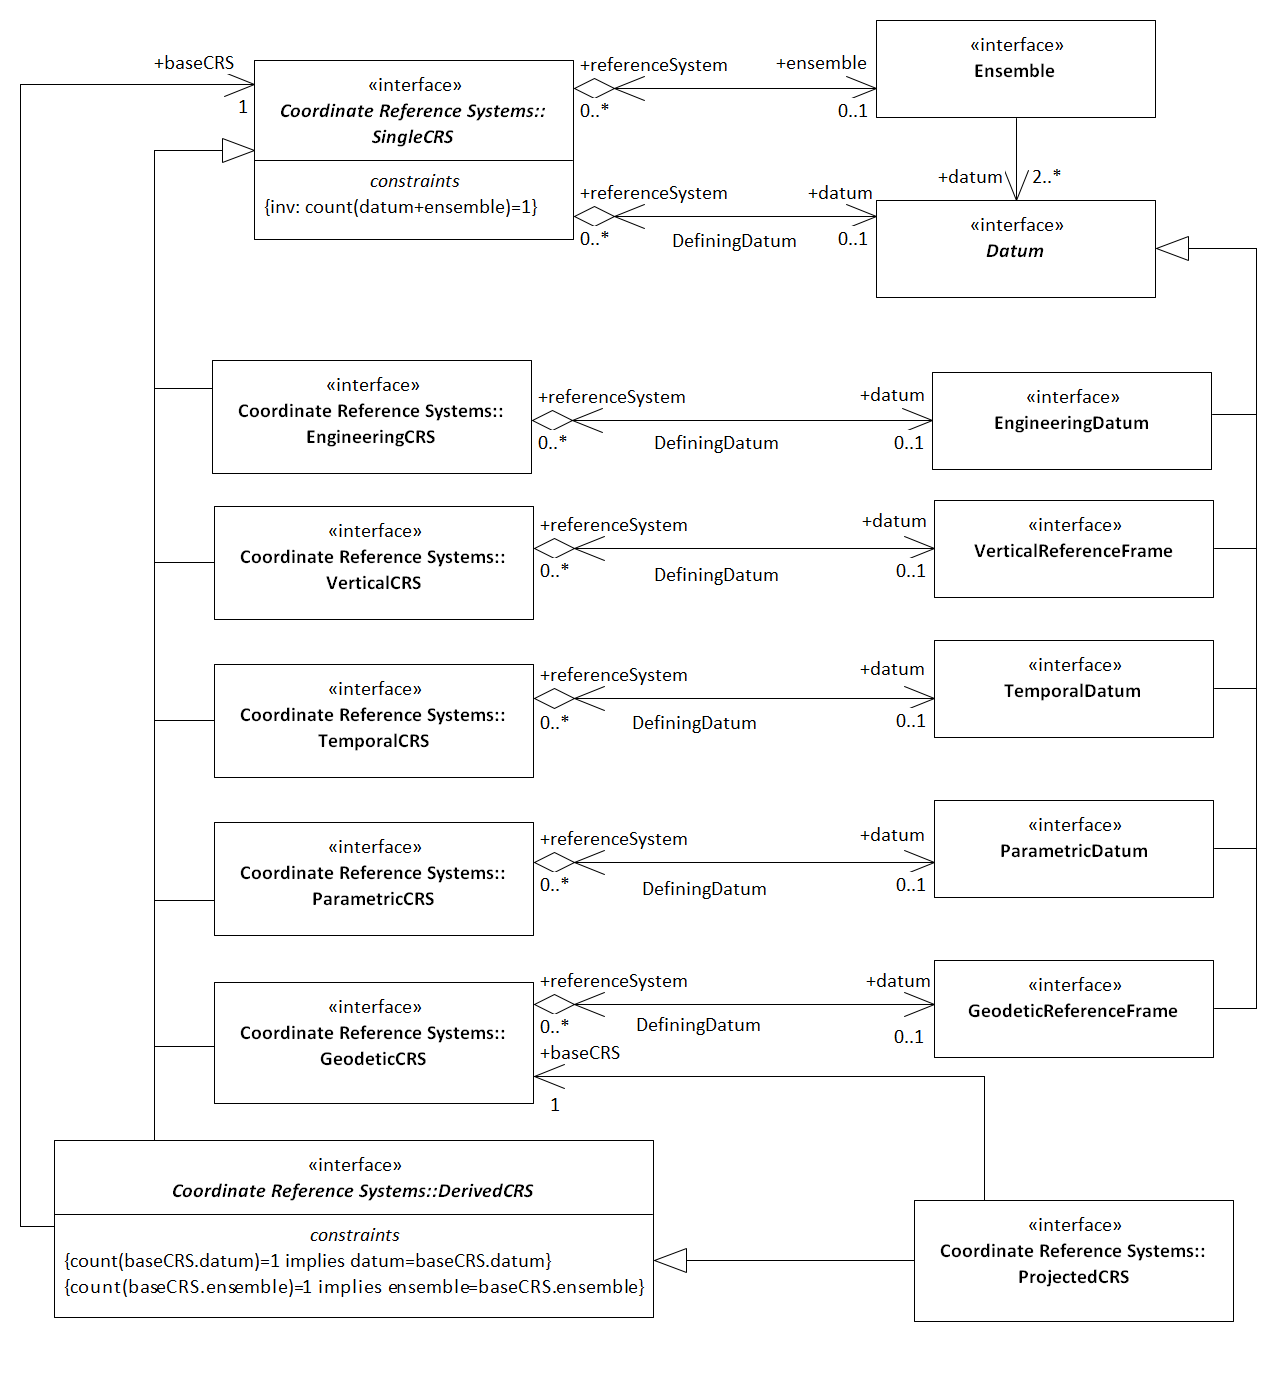 +baseCRS
1
«interface»
Coordinate Reference Systems::
SingleCRS
constraints
{inv: count(datum+ensemble)=1}
+referenceSystem
0..*
+ensemble
0..1
«interface»
Ensemble
+datum
2..*
+referenceSystem
0..*
DefiningDatum
+datum
0..1
«interface»
Datum
«interface»
Coordinate Reference Systems::
EngineeringCRS
+referenceSystem
0..*
DefiningDatum
+datum
0..1
«interface»
EngineeringDatum
«interface»
Coordinate Reference Systems::
VerticalCRS
+referenceSystem
0..*
DefiningDatum
+datum
0..1
«interface»
VerticalReferenceFrame
«interface»
Coordinate Reference Systems::
TemporalCRS
+referenceSystem
0..*
DefiningDatum
+datum
0..1
«interface»
TemporalDatum
«interface»
Coordinate Reference Systems::
ParametricCRS
+referenceSystem
0..*
DefiningDatum
+datum
0..1
«interface»
ParametricDatum
«interface»
Coordinate Reference Systems::
GeodeticCRS
+referenceSystem
0..*
DefiningDatum
+datum
0..1
«interface»
GeodeticReferenceFrame
+baseCRS
1
«interface»
Coordinate Reference Systems::DerivedCRS
constraints
{count(baseCRS.datum)=1 implies datum=baseCRS.datum}
{count(baseCRS.ensemble)=1 implies ensemble=baseCRS.ensemble}
«interface»
Coordinate Reference Systems::
ProjectedCRS